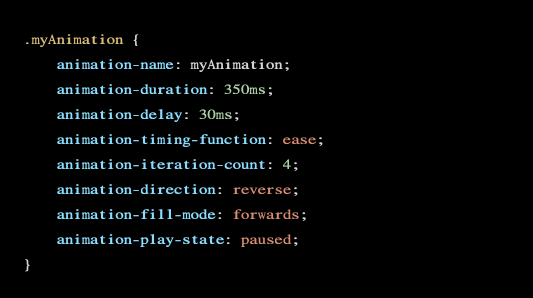 .myAnimation {
    animation-name: myAnimation;
    animation-duration: 350ms;
    animation-delay: 30ms;
    animation-timing-function: ease;
    animation-iteration-count: 4;
    animation-direction: reverse;
    animation-fill-mode: forwards;
    animation-play-state: paused;
}